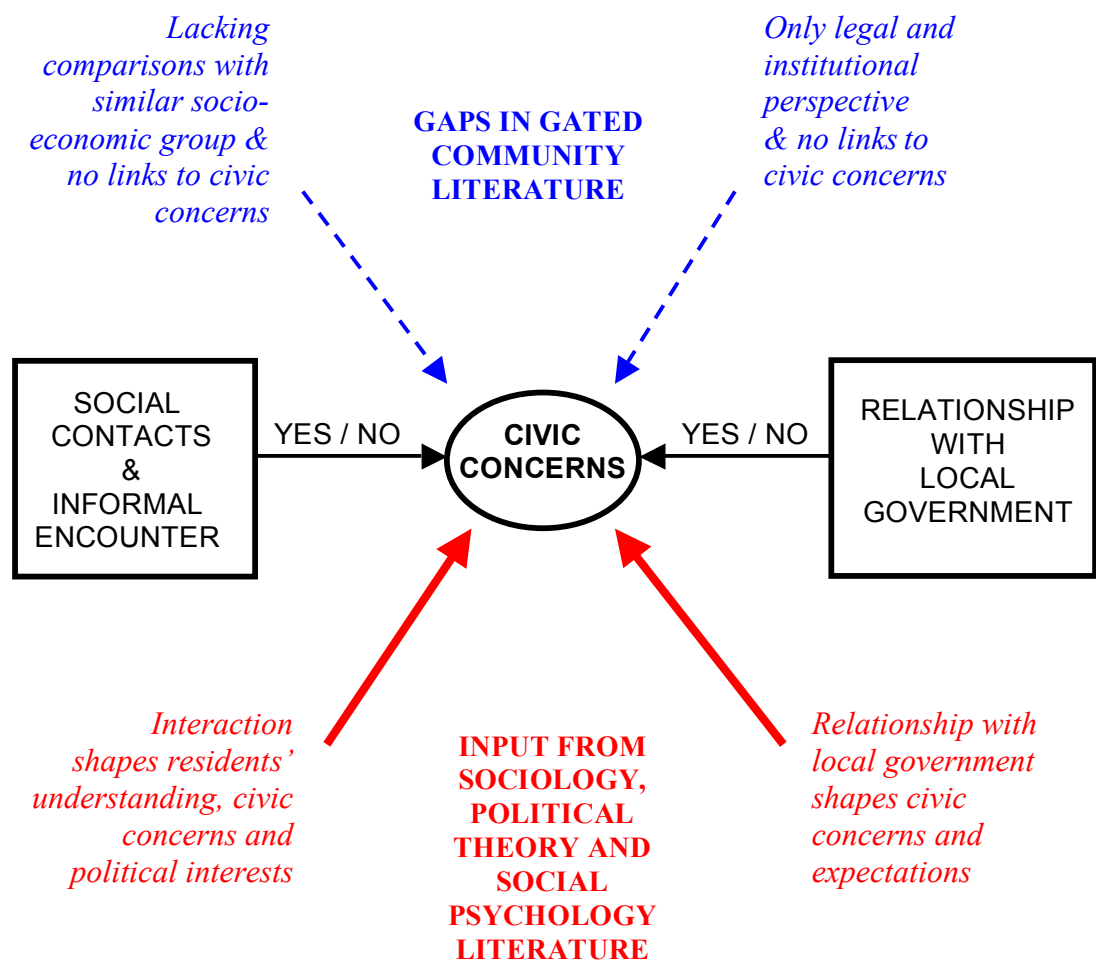 Lacking
comparisons with
similar socio-
economic group &
no links to civic
concerns
GAPS IN GATED
COMMUNITY
LITERATURE
Only legal and
institutional
perspective
& no links to
civic concerns
SOCIAL
CONTACTS
&
INFORMAL
ENCOUNTER
YES / NO
CIVIC
CONCERNS
YES / NO
RELATIONSHIP
WITH
LOCAL
GOVERNMENT
Interaction
shapes residents’
understanding, civic
concerns and
political interests
INPUT FROM
SOCIOLOGY,
POLITICAL
THEORY AND
SOCIAL
PSYCHOLOGY
LITERATURE
Relationship with
local government
shapes civic
concerns and
expectations